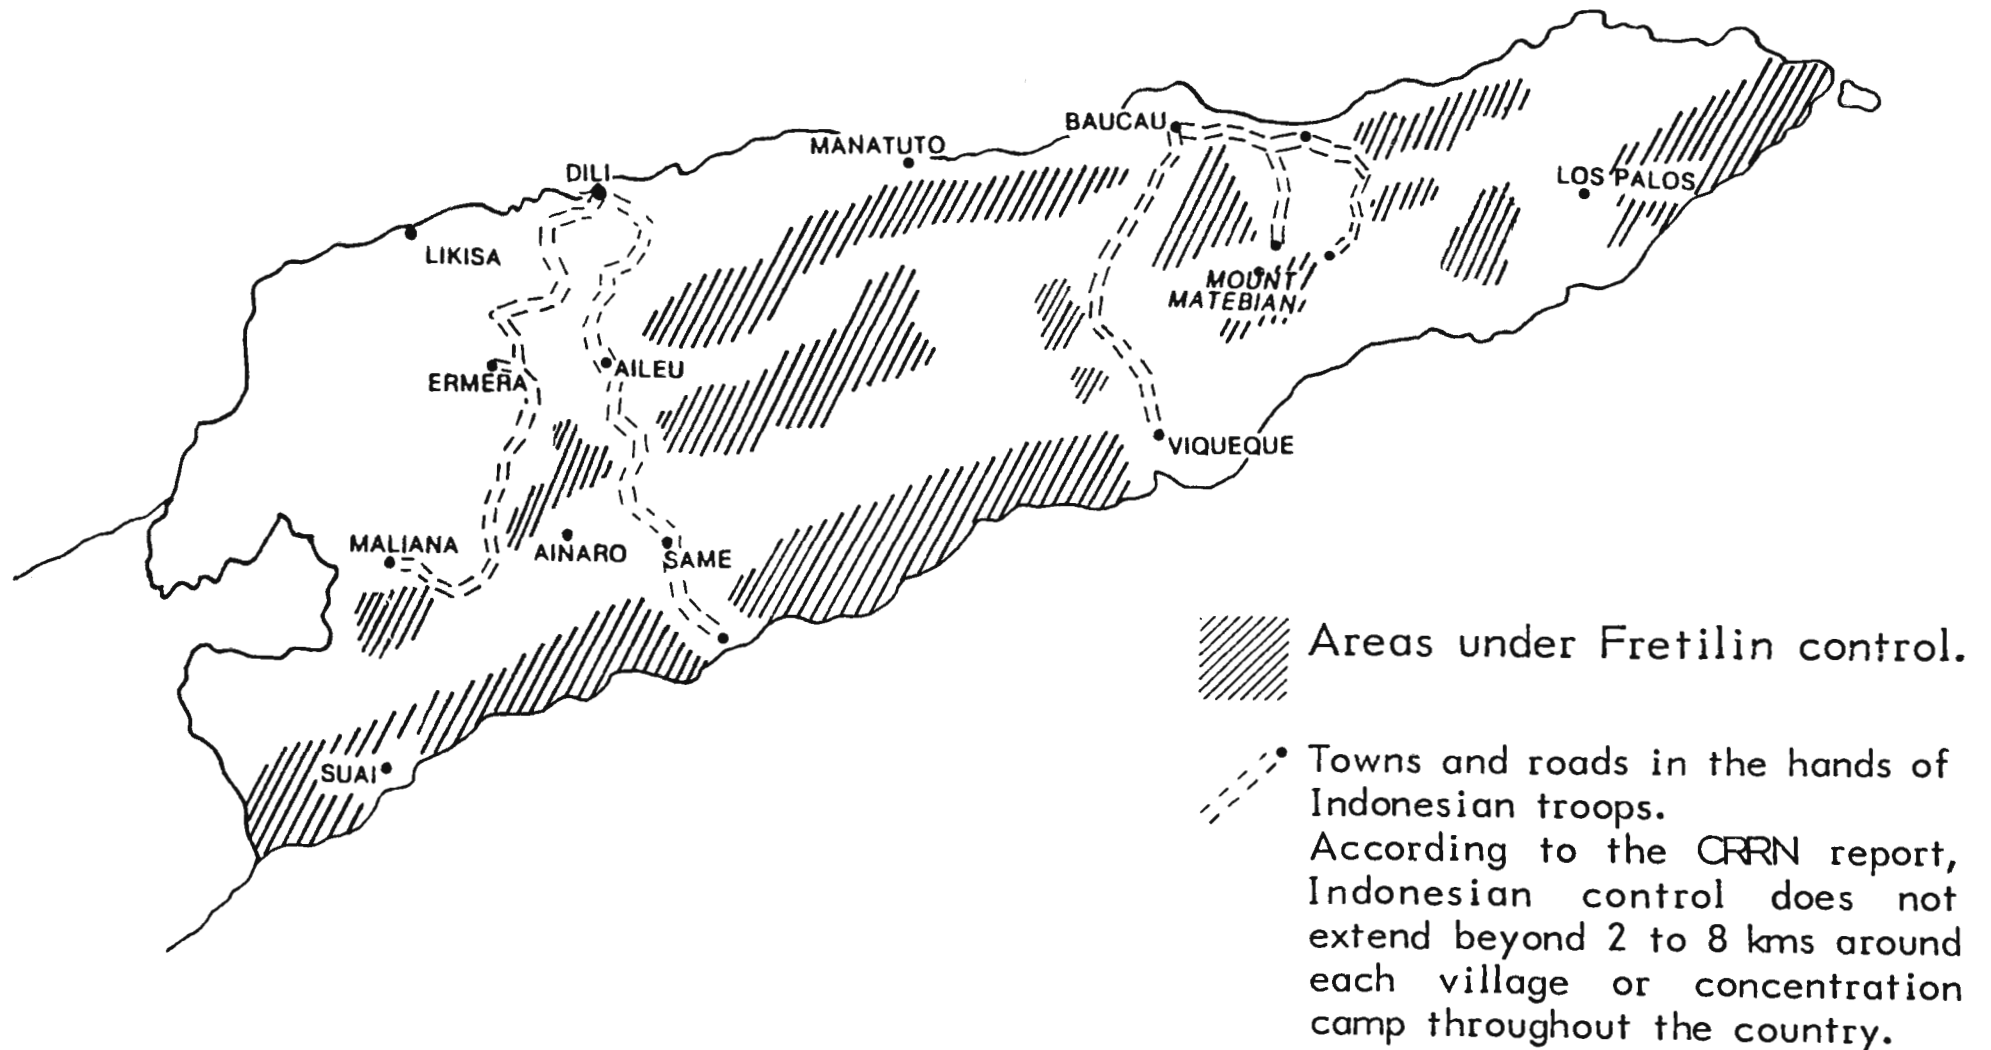 BAUCAU
MANATUTO
DILI
LOS PALOS
LIKISA
MOUNT
MATEBIAN
AILEU
ERMERA
VIQUEQUE
MALIANA
AINARO
SAME
SUAI
Areas under Fretilin control.
Towns and roads in the hands of
Indonesian troops.
According to the CRRN report,
Indonesian control does not
extend beyond 2 to 8 kms around
each village or concentration
camp throughout the country.